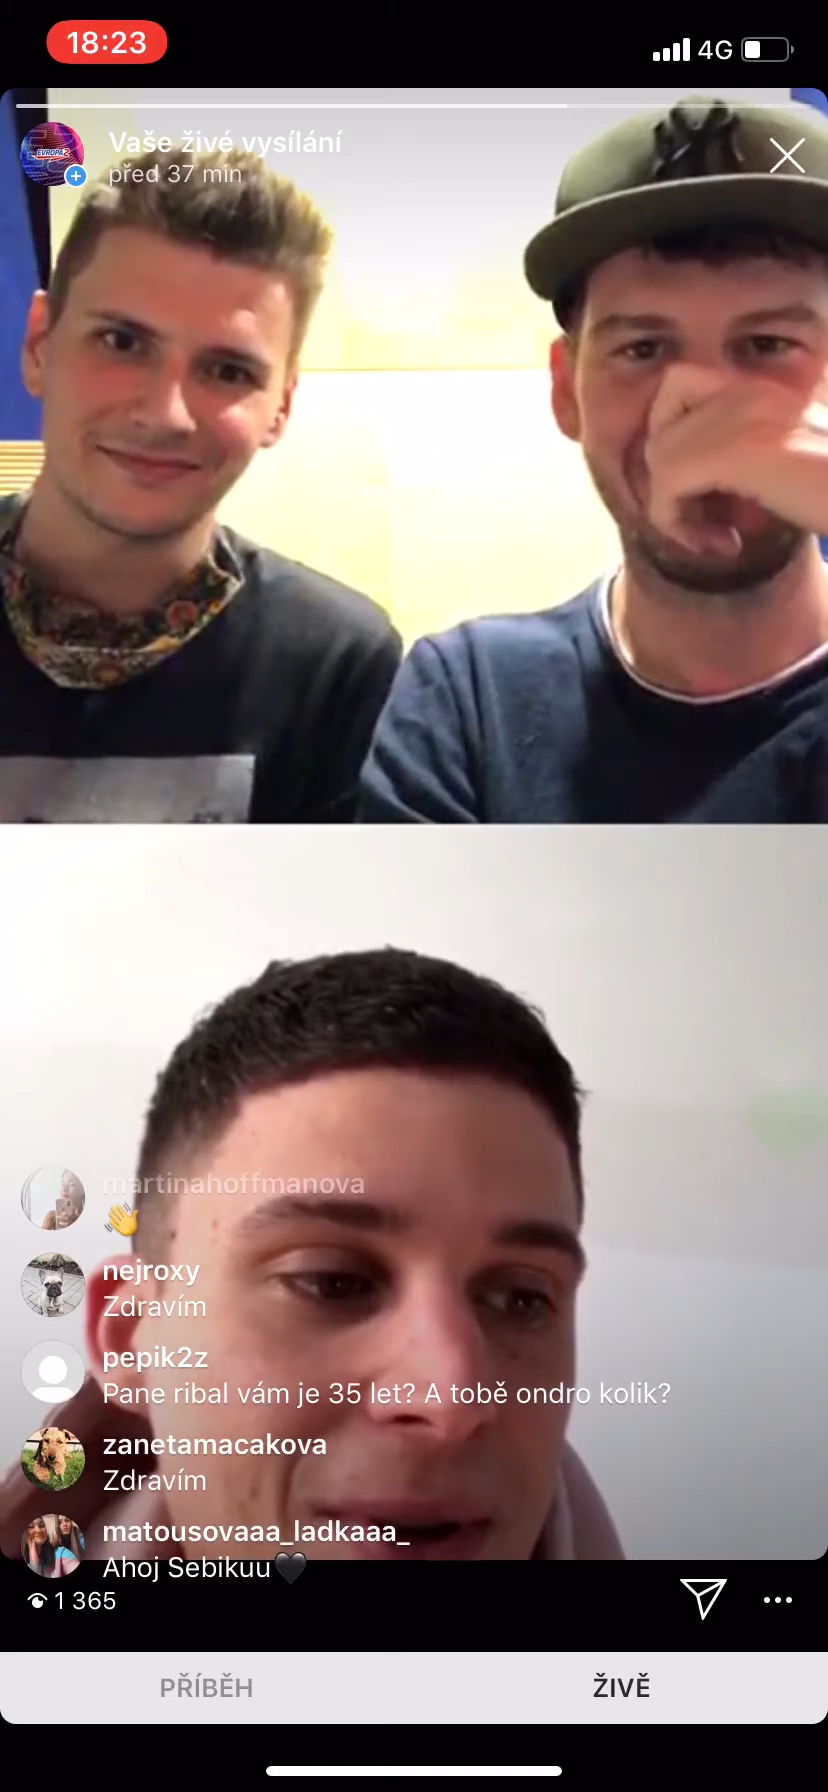 18:23
4G
EVROPA2
Vaše živé vysílání
před 37 min
martinahoffmanova
👋
nejroxy
Zdravím
pepik2z
Pane ribal vám je 35 let? A tobě ondro kolik?
zanetamacakova
Zdravím
matousovaaa_ladkaaa_
Ahoj Sebikuu🖤
1 365
PŘÍBĚH
ŽIVĚ